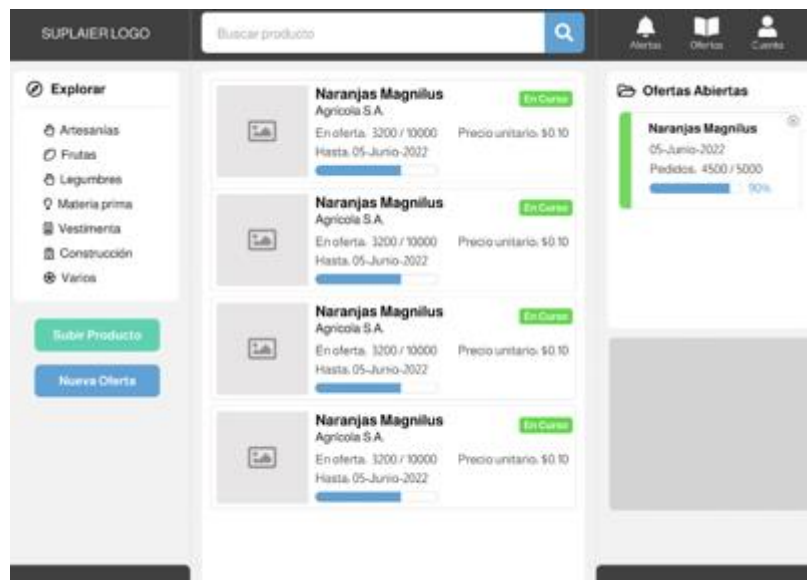 SUPLAIER LOGO
Buscar producto
Alertas
Ofertas
Cuenta
Explorar
Artesanías
Frutas
Legumbres
Materia prima
Vestimenta
Construcción
Varios
Subir Producto
Nueva Oferta
Naranjas Magnilus
En Curso
Agrícola S.A.
En oferta: 3200 / 10000 Precio unitario: $0.10
Hasta: 05-Junio-2022
Naranjas Magnilus
En Curso
Agrícola S.A.
En oferta: 3200 / 10000 Precio unitario: $0.10
Hasta: 05-Junio-2022
Naranjas Magnilus
En Curso
Agrícola S.A.
En oferta: 3200 / 10000 Precio unitario: $0.10
Hasta: 05-Junio-2022
Naranjas Magnilus
En Curso
Agrícola S.A.
En oferta: 3200 / 10000 Precio unitario: $0.10
Hasta: 05-Junio-2022
Ofertas Abiertas
Naranjas Magnilus
05-Junio-2022
Pedidos: 4500 / 5000
90%